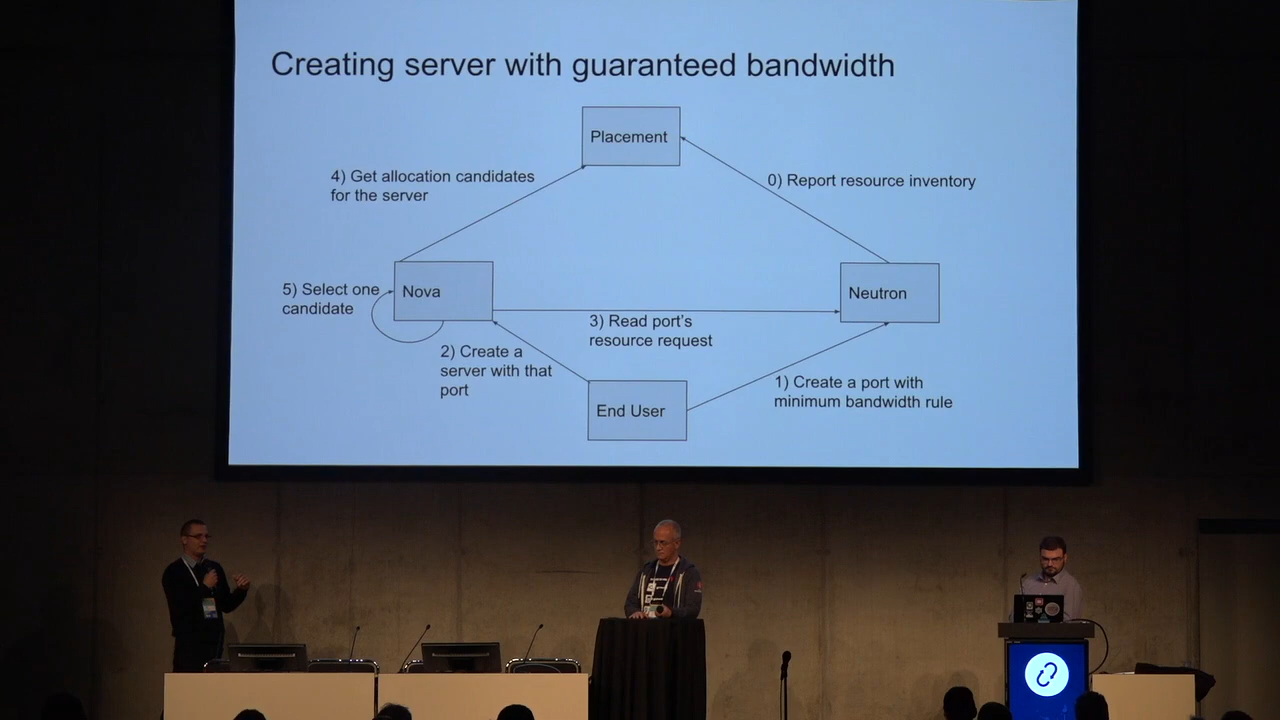 Creating server with guaranteed bandwidth
Placement
4) Get allocation candidates
for the server
0) Report resource inventory
5) Select one
candidate
Nova
Neutron
3) Read port's
resource request
2) Create a
server with that
port
End User
1) Create a port with
minimum bandwidth rule